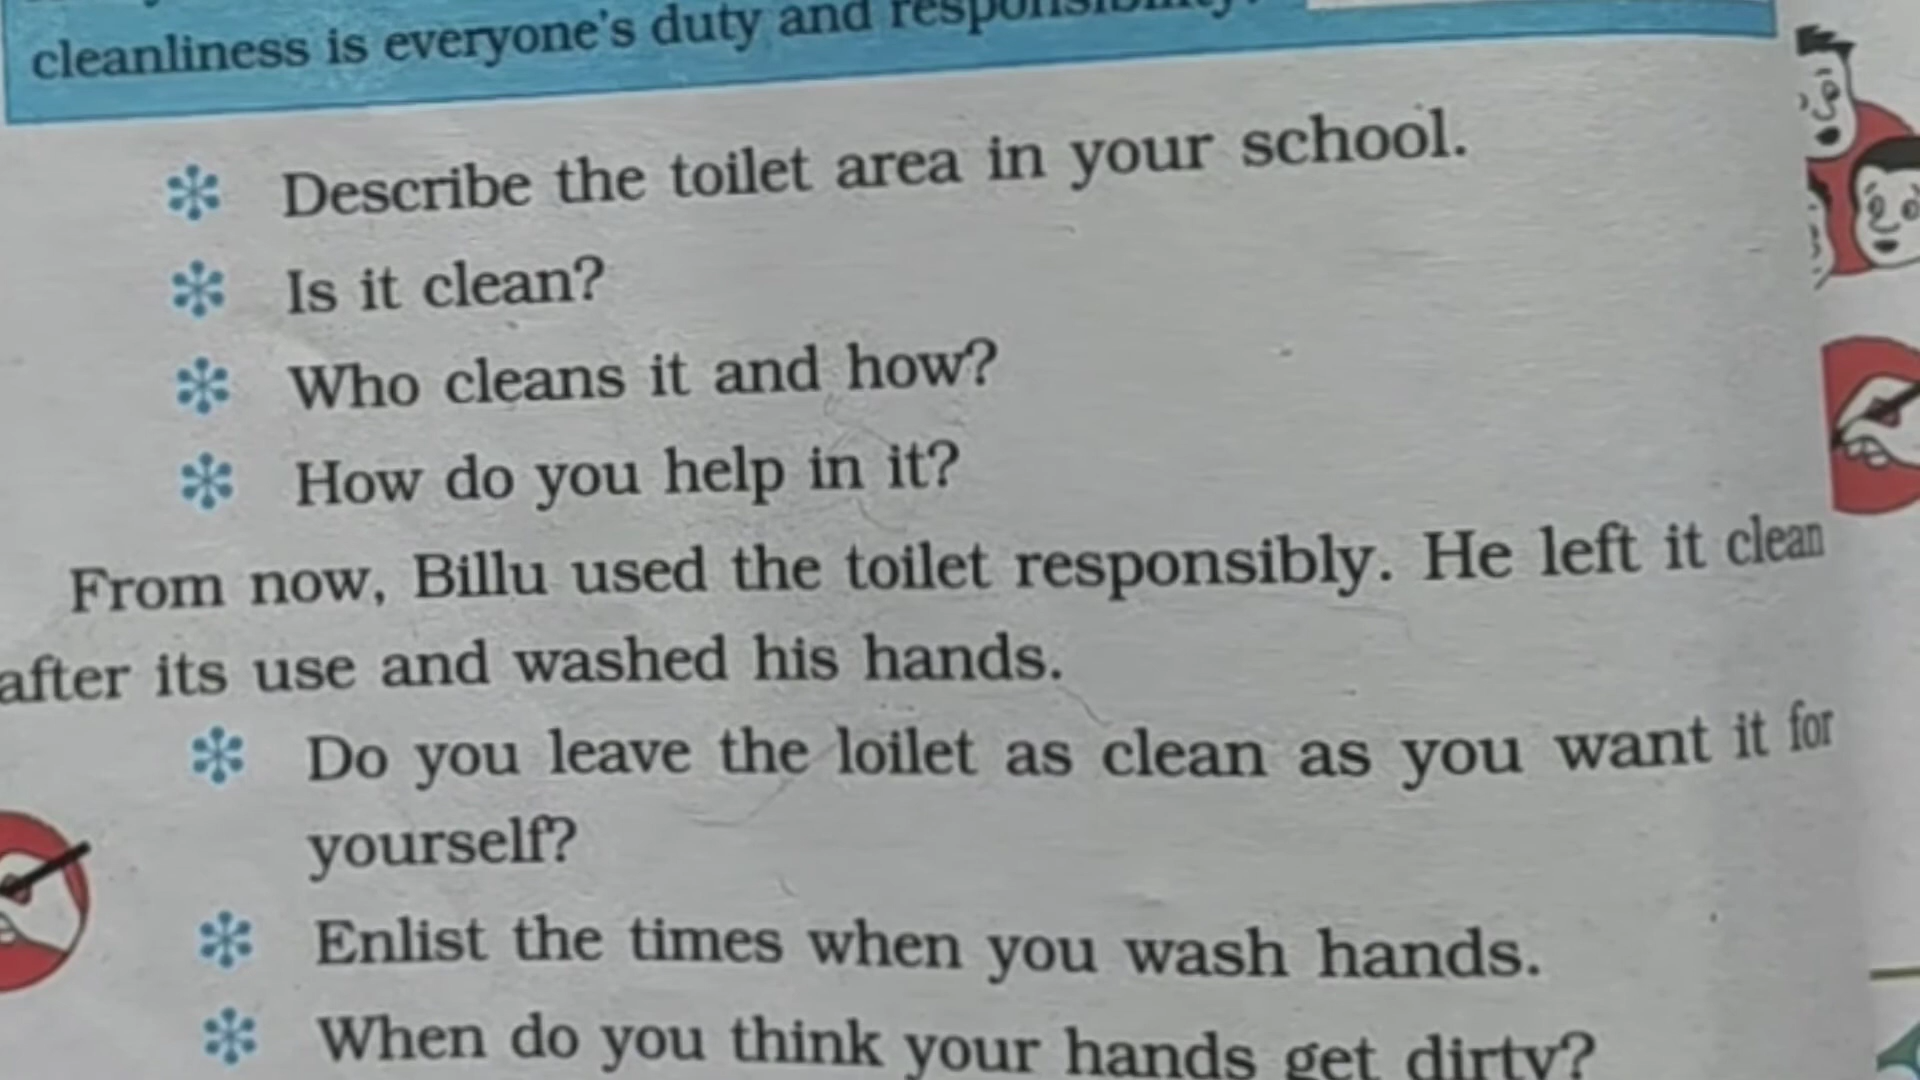 cleanliness is everyone's duty and responsibility.
Describe the toilet area in your school.
Is it clean?
Who cleans it and how?
How do you help in it?
From now, Billu used the toilet responsibly. He left it clean
after its use and washed his hands.
Do you leave the loilet as clean as you want it for
yourself?
Enlist the times when you wash hands.
When do you think your hands get dirty?